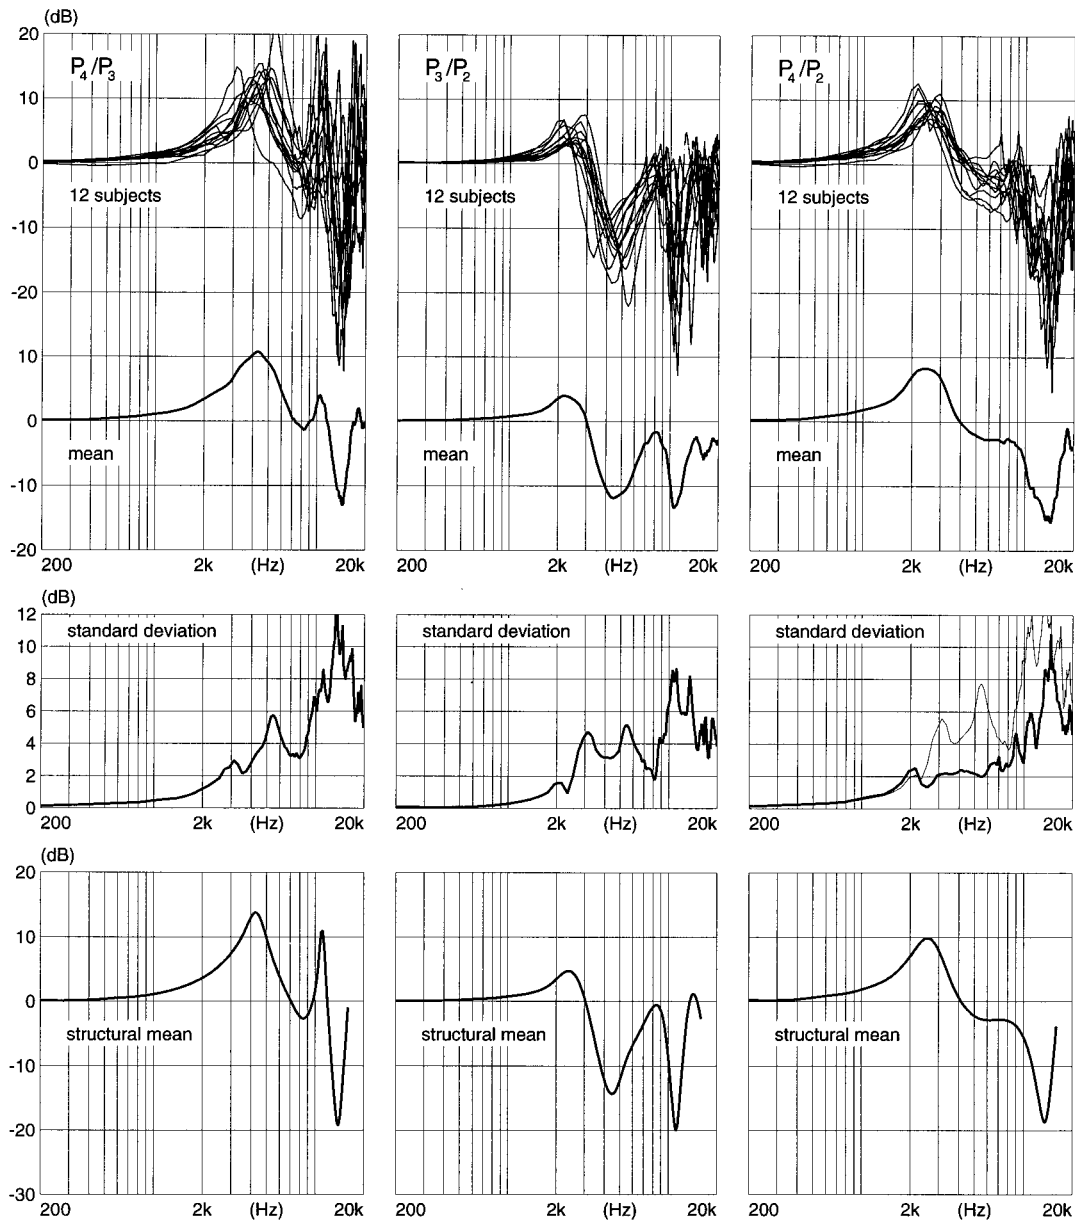 (dB)
20
10
0
-10
-20
10
0
-10
-20
P4/P3
12 subjects
mean
200
2k
(Hz)
20k
P3/P2
12 subjects
mean
200
2k
(Hz)
20k
P4/P2
12 subjects
mean
200
2k
(Hz)
20k
(dB)
12
10
8
6
4
2
0
standard deviation
200
2k
(Hz)
20k
standard deviation
200
2k
(Hz)
20k
standard deviation
200
2k
(Hz)
20k
(dB)
20
10
0
-10
-20
-30
structural mean
200
2k
(Hz)
20k
structural mean
200
2k
(Hz)
20k
structural mean
200
2k
(Hz)
20k